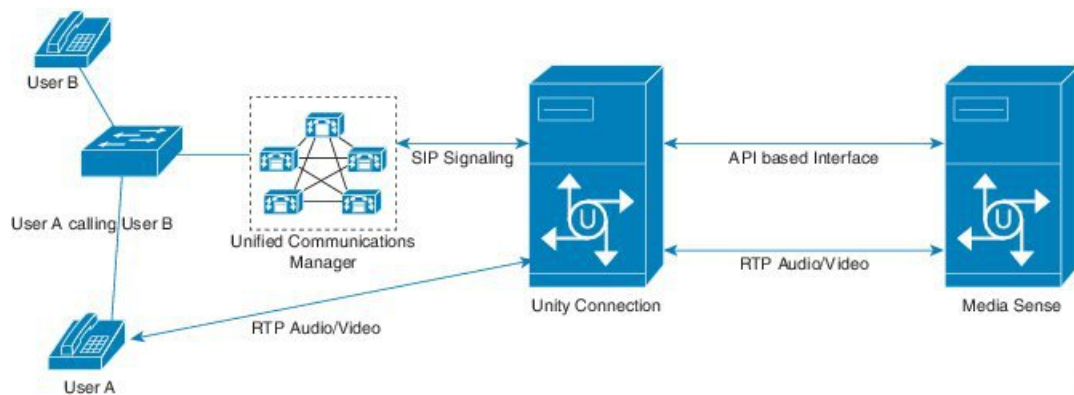 User B
SIP Signaling
API based Interface
User A calling User B
Unified Communications
Manager
RTP Audio/Video
Unity Connection
Media Sense
RTP Audio/Video
User A
U
U